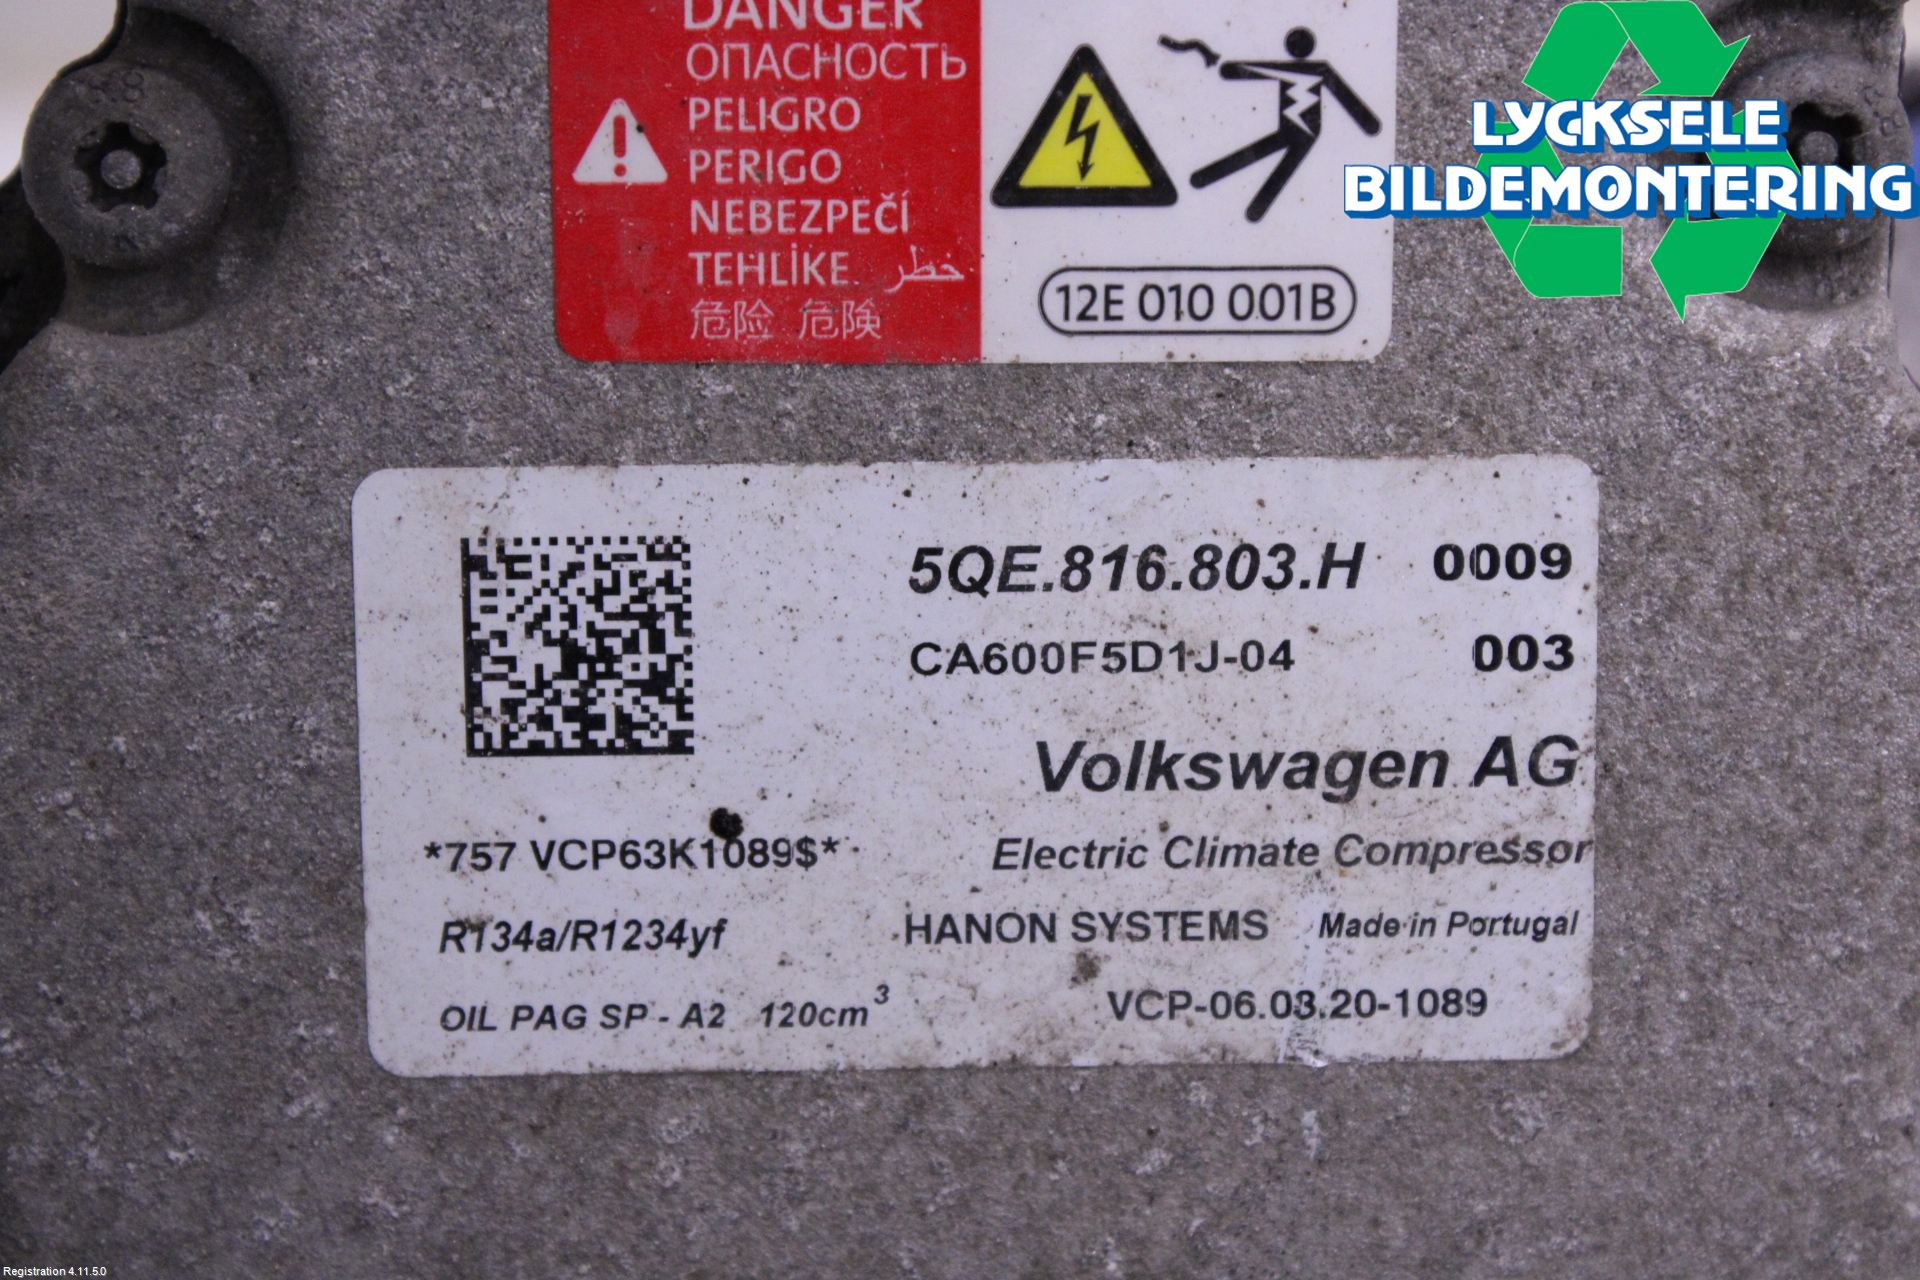 DANGER
ОПАСНОСТЬ
PELIGRO
PERIGO
NEBEZPEČÍ
TEHLİKE خطر
危险 危険
12E 010 001B
LYCKSELE
BILDEMONTERING
5QE.816.803.H 0009
CA600F5D1J-04 003
Volkswagen AG
*757 VCP63K1089$* Electric Climate Compressor
R134a/R1234yf HANON SYSTEMS Made in Portugal
OIL PAG SP - A2 120cm³ VCP-06.03.20-1089
Registration 4.11.5.0